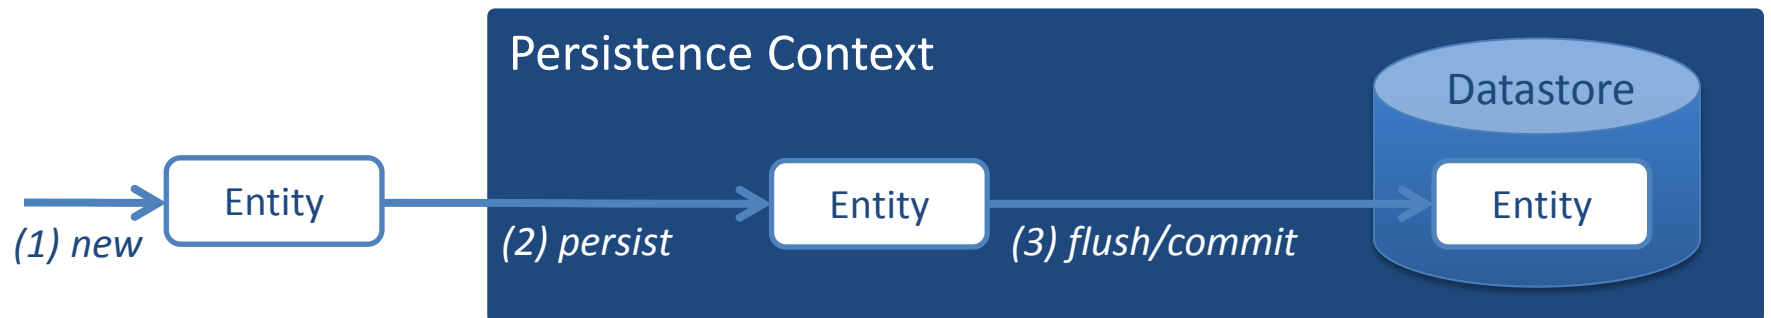 Persistence Context
Datastore
Entity
Entity
Entity
(1) new
(2) persist
(3) flush/commit